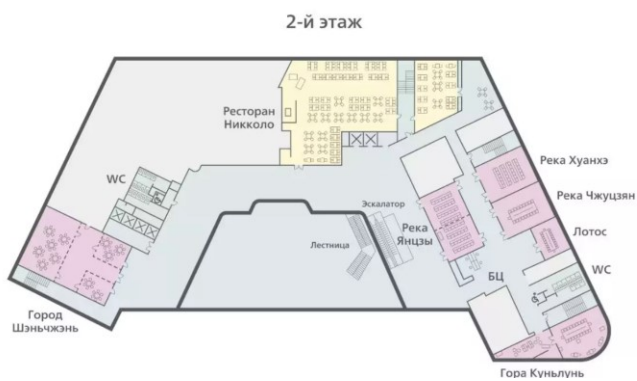 2-й этаж
Ресторан
Никколо
WC
Эскалатор
Лестница
Река
Янцзы
Река Хуанхэ
Река Чжуцзян
Лотос
WC
БЦ
Город
Шэньчжэнь
Гора Куньлунь